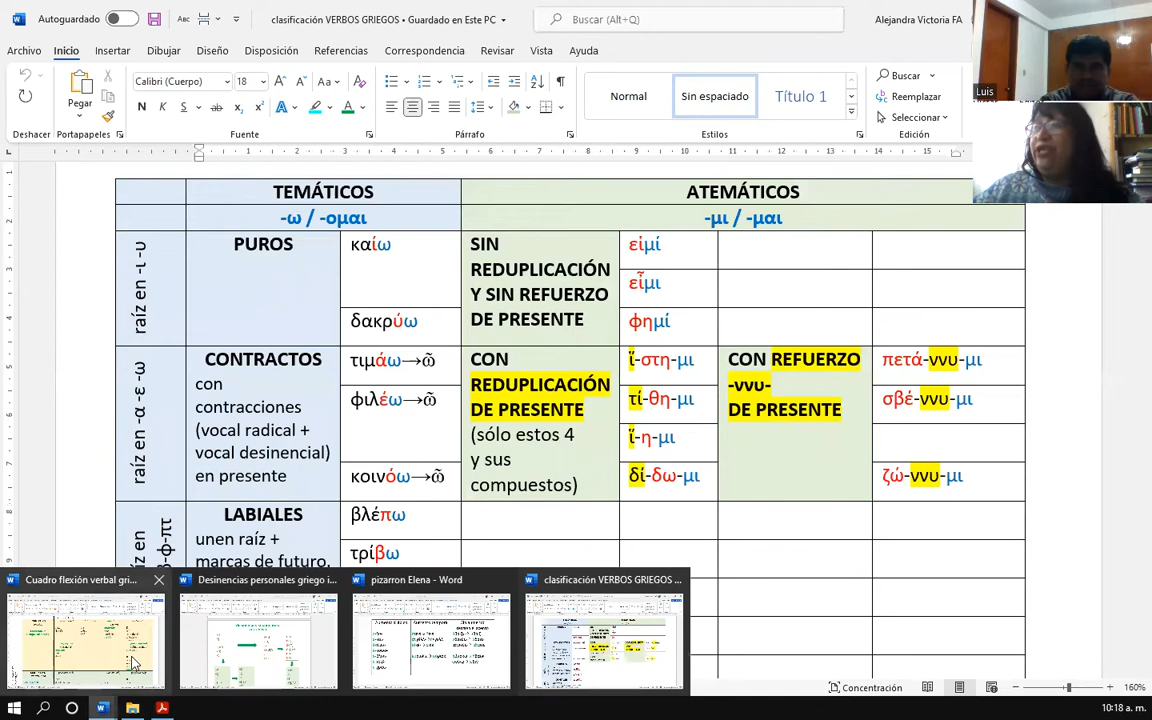 Autoguardado
clasificación VERBOS GRIEGOS • Guardado en Este PC
Buscar (Alt+Q)
Alejandra Victoria FA
Archivo Inicio Insertar Dibujar Diseño Disposición Referencias Correspondencia Revisar Vista Ayuda
Luis
Pegar
Calibri (Cuerpo) 18
N K S
Normal
Sin espaciado
Título 1
Buscar
Reemplazar
Seleccionar
Deshacer Portapapeles Fuente Párrafo Estilos Edición
TEMÁTICOS
ATEMÁTICOS
-ω / -ομαι
-μι / -μαι
raíz en -ι -υ
PUROS
καίω
δακρύω
SIN
REDUPLICACIÓN
Y SIN REFUERZO
DE PRESENTE
εἰμί
εἶμι
φημί
raíz en -α -ε -ω
CONTRACTOS
con
contracciones
(vocal radical +
vocal desinencial)
en presente
τιμάω→ῶ
φιλέω→ῶ
κοινόω→ῶ
CON
REDUPLICACIÓN
DE PRESENTE
(sólo estos 4
y sus
compuestos)
ἵ-στη-μι
τί-θη-μι
ἵ-η-μι
δί-δω-μι
CON REFUERZO
-ννυ-
DE PRESENTE
πετά-ννυ-μι
σβέ-ννυ-μι
ζώ-ννυ-μι
raíz en
β-φ-πτ
LABIALES
unen raíz +
marcas de futuro,
βλέπω
τρίβω
Cuadro flexión verbal gri...
Desinencias personales griego i...
pizarron Elena - Word
clasificación VERBOS GRIEGOS ...
Concentración
160%
10:18 a. m.